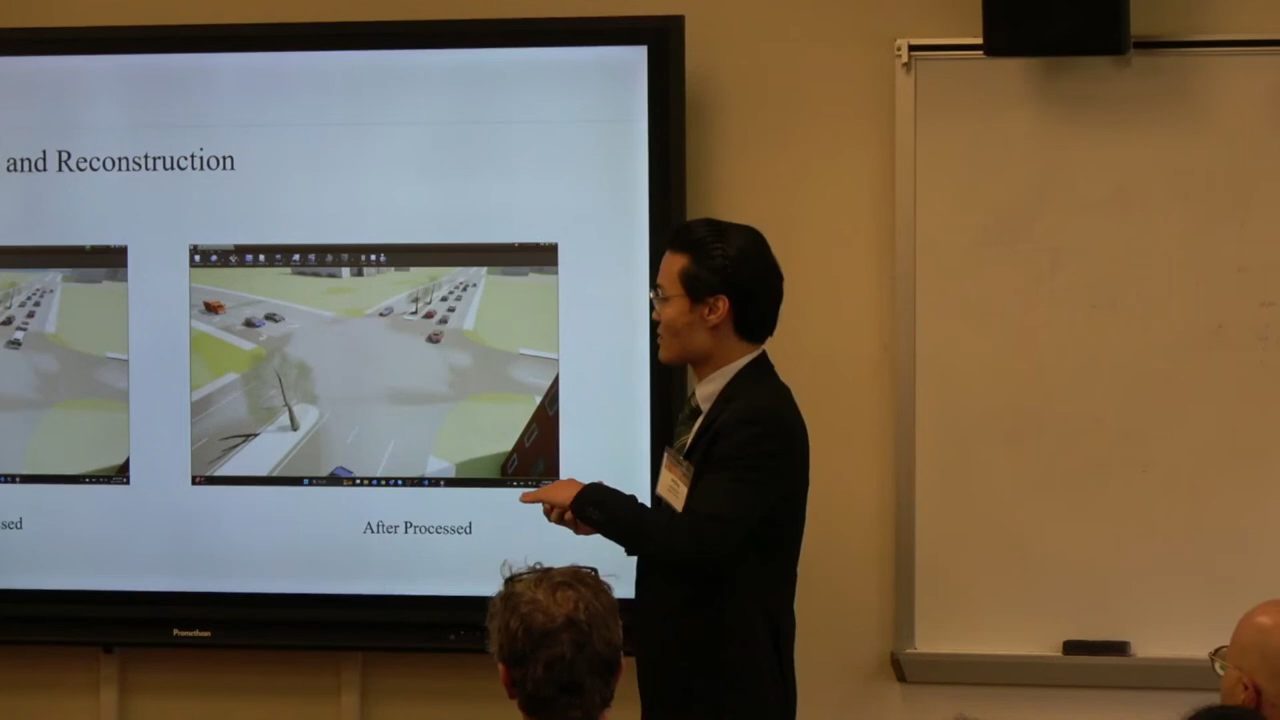 and Reconstruction
sed
After Processed
Promethean